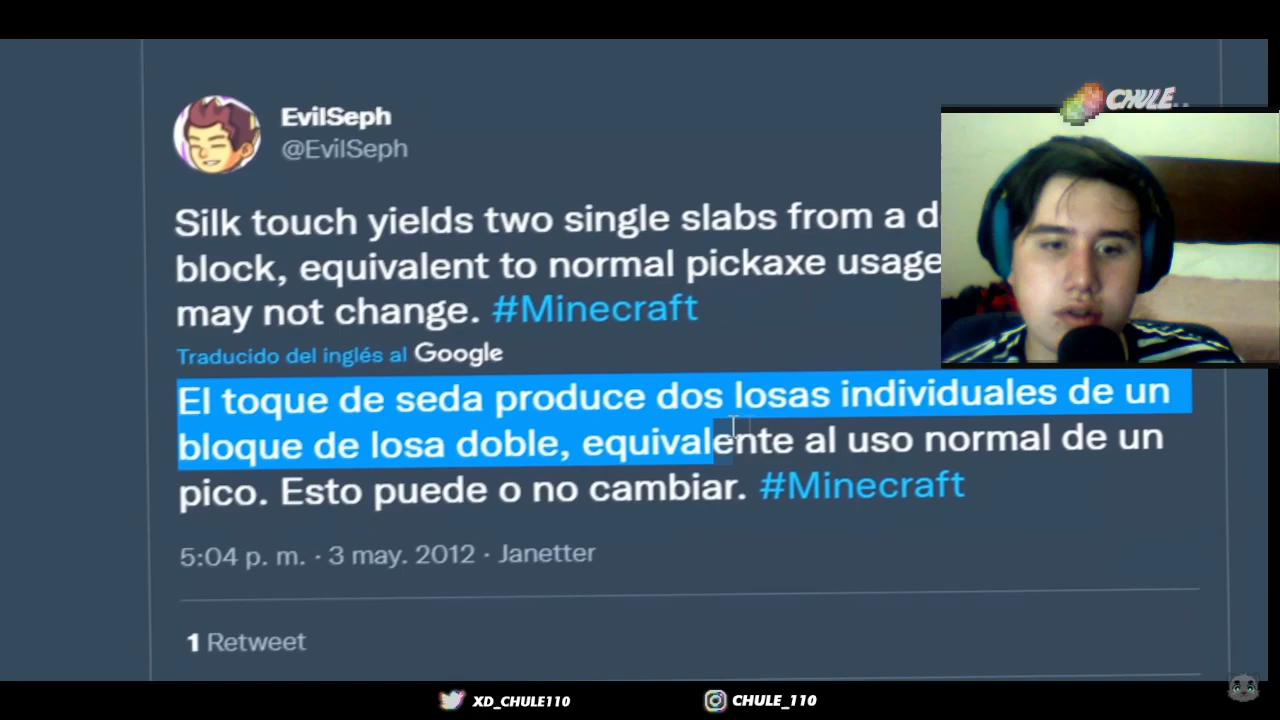 CHULE..
EvilSeph
@EvilSeph
Silk touch yields two single slabs from a
block, equivalent to normal pickaxe usage
may not change. #Minecraft
Traducido del inglés al Google
El toque de seda produce dos losas individuales de un
bloque de losa doble, equivalente al uso normal de un
pico. Esto puede o no cambiar. #Minecraft
5:04 p. m. · 3 may. 2012 · Janetter
1 Retweet
XD_CHULE110 CHULE_110